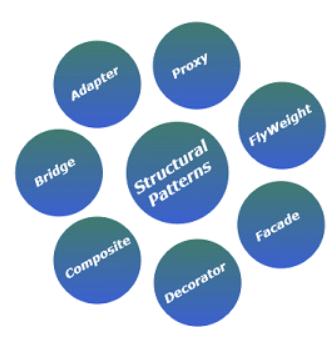 Proxy
Adapter
FlyWeight
Structural
Patterns
Bridge
Facade
Composite
Decorator